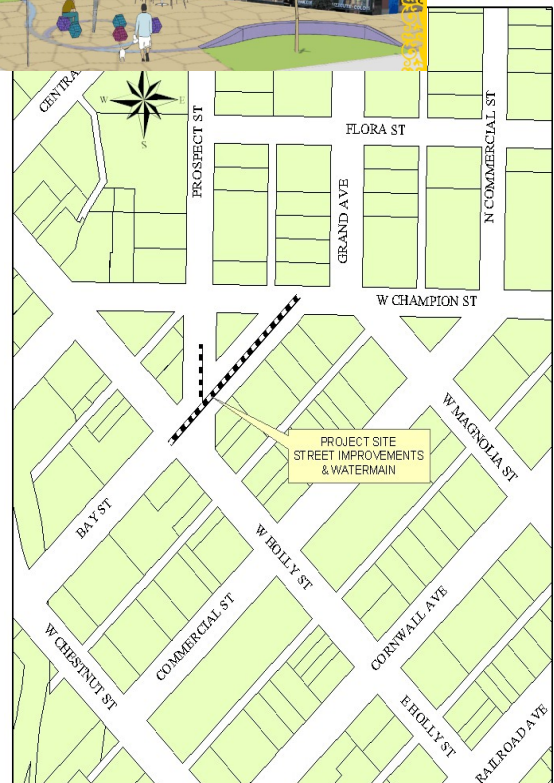 W
E
S
CENTRA
PROSPECT ST
FLORA ST
N COMMERCIAL ST
GRAND AVE
W CHAMPION ST
PROJECT SITE
STREET IMPROVEMENTS
& WATERMAIN
W MAGNOLIA ST
BAY ST
W HOLLY ST
COMMERCIAL ST
CORNWALL AVE
W CHESTNUT ST
E HOLLY ST
RAILROAD AVE